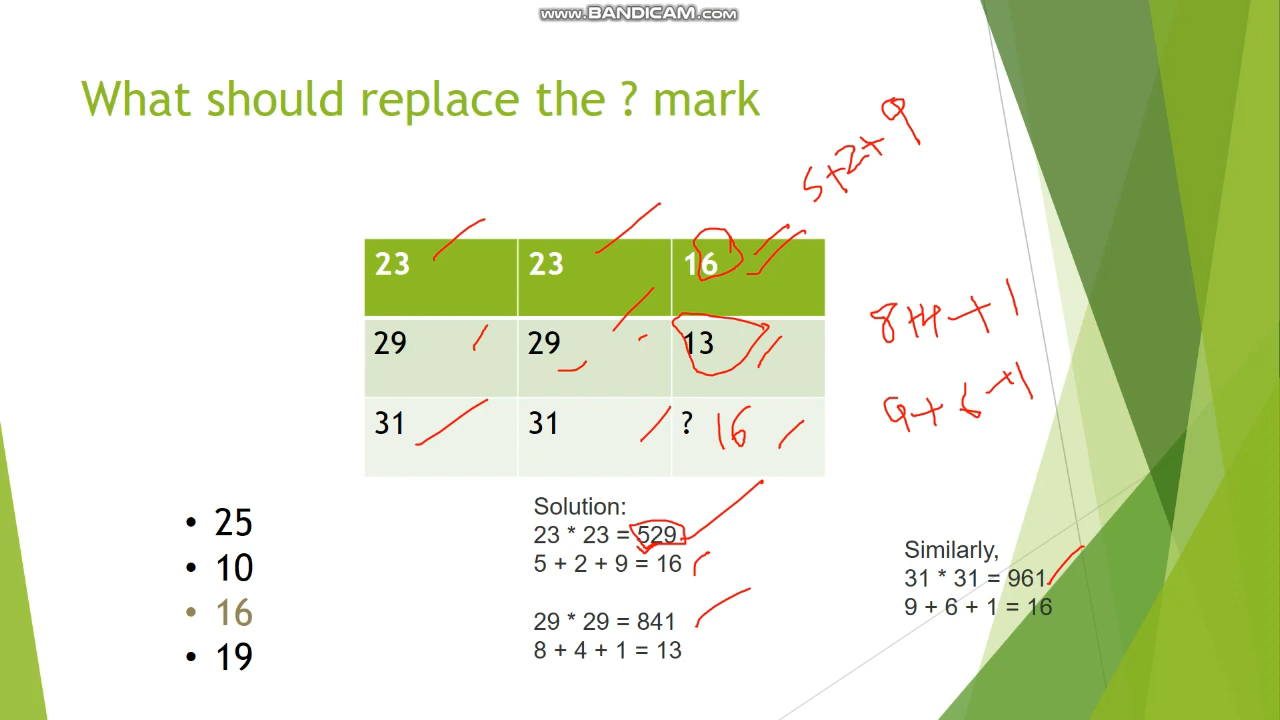 www.BANDICAM.com
What should replace the ? mark
5+2+9
23 23 16
29 29 13
8+4+1
31 31 ? 16
9+6+1
• 25
• 10
• 16
• 19
Solution:
23 * 23 = 529
5 + 2 + 9 = 16
29 * 29 = 841
8 + 4 + 1 = 13
Similarly,
31 * 31 = 961
9 + 6 + 1 = 16